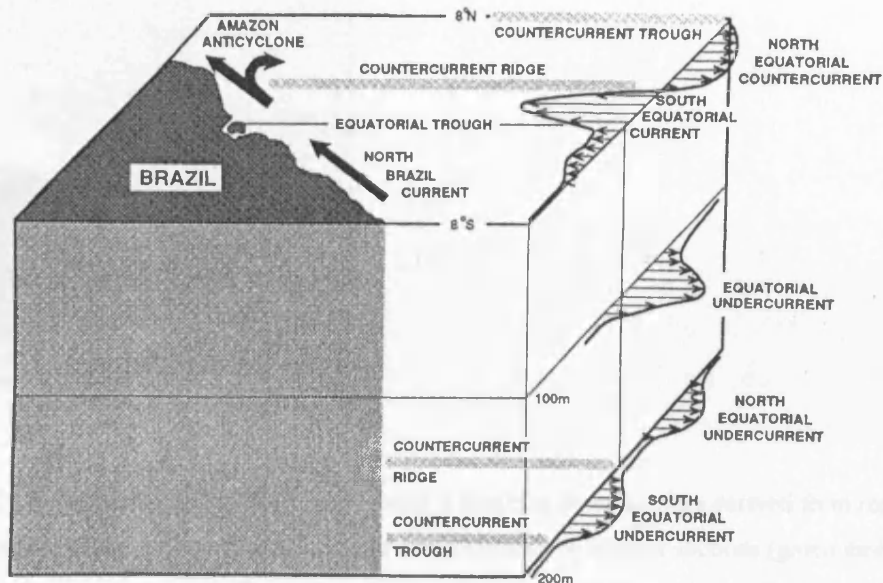 AMAZON
ANTICYCLONE
8°N
COUNTERCURRENT TROUGH
NORTH
EQUATORIAL
COUNTERCURRENT
COUNTERCURRENT RIDGE
SOUTH
EQUATORIAL
CURRENT
EQUATORIAL TROUGH
NORTH
BRAZIL
CURRENT
BRAZIL
8°S
EQUATORIAL
UNDERCURRENT
100m
NORTH
EQUATORIAL
UNDERCURRENT
COUNTERCURRENT
RIDGE
SOUTH
EQUATORIAL
UNDERCURRENT
COUNTERCURRENT
TROUGH
200m